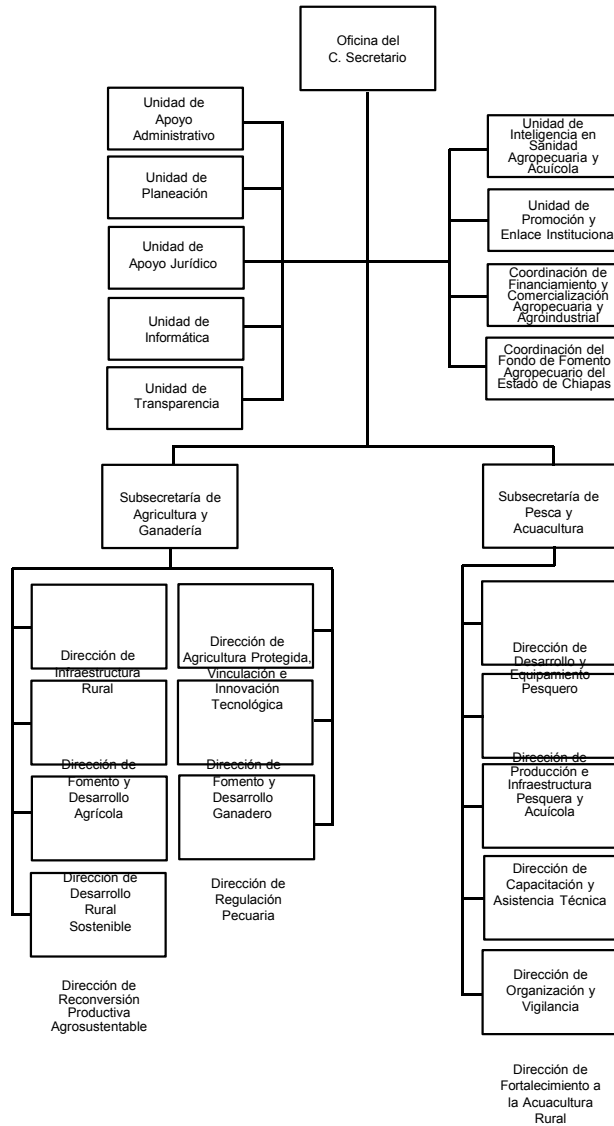 Oficina del
C. Secretario
Unidad de
Apoyo
Administrativo
Unidad de
Planeación
Unidad de
Apoyo Jurídico
Unidad de
Informática
Unidad de
Transparencia
Unidad de
Inteligencia en
Sanidad
Agropecuaria y
Acuícola
Unidad de
Promoción y
Enlace Instituciona
Coordinación de
Financiamiento y
Comercialización
Agropecuaria y
Agroindustrial
Coordinación del
Fondo de Fomento
Agropecuario del
Estado de Chiapas
Subsecretaría de
Agricultura y
Ganadería
Subsecretaría de
Pesca y
Acuacultura
Dirección de
Infraestructura
Rural
Dirección de
Fomento y
Desarrollo
Agrícola
Dirección de
Desarrollo
Rural
Sostenible
Dirección de
Reconversión
Productiva
Agrosustentable
Dirección de
Agricultura Protegida,
Vinculación e
Innovación
Tecnológica
Dirección de
Fomento y
Desarrollo
Ganadero
Dirección de
Regulación
Pecuaria
Dirección de
Desarrollo y
Equipamiento
Pesquero
Dirección de
Producción e
Infraestructura
Pesquera y
Acuícola
Dirección de
Capacitación y
Asistencia Técnica
Dirección de
Organización y
Vigilancia
Dirección de
Fortalecimiento a
la Acuacultura
Rural